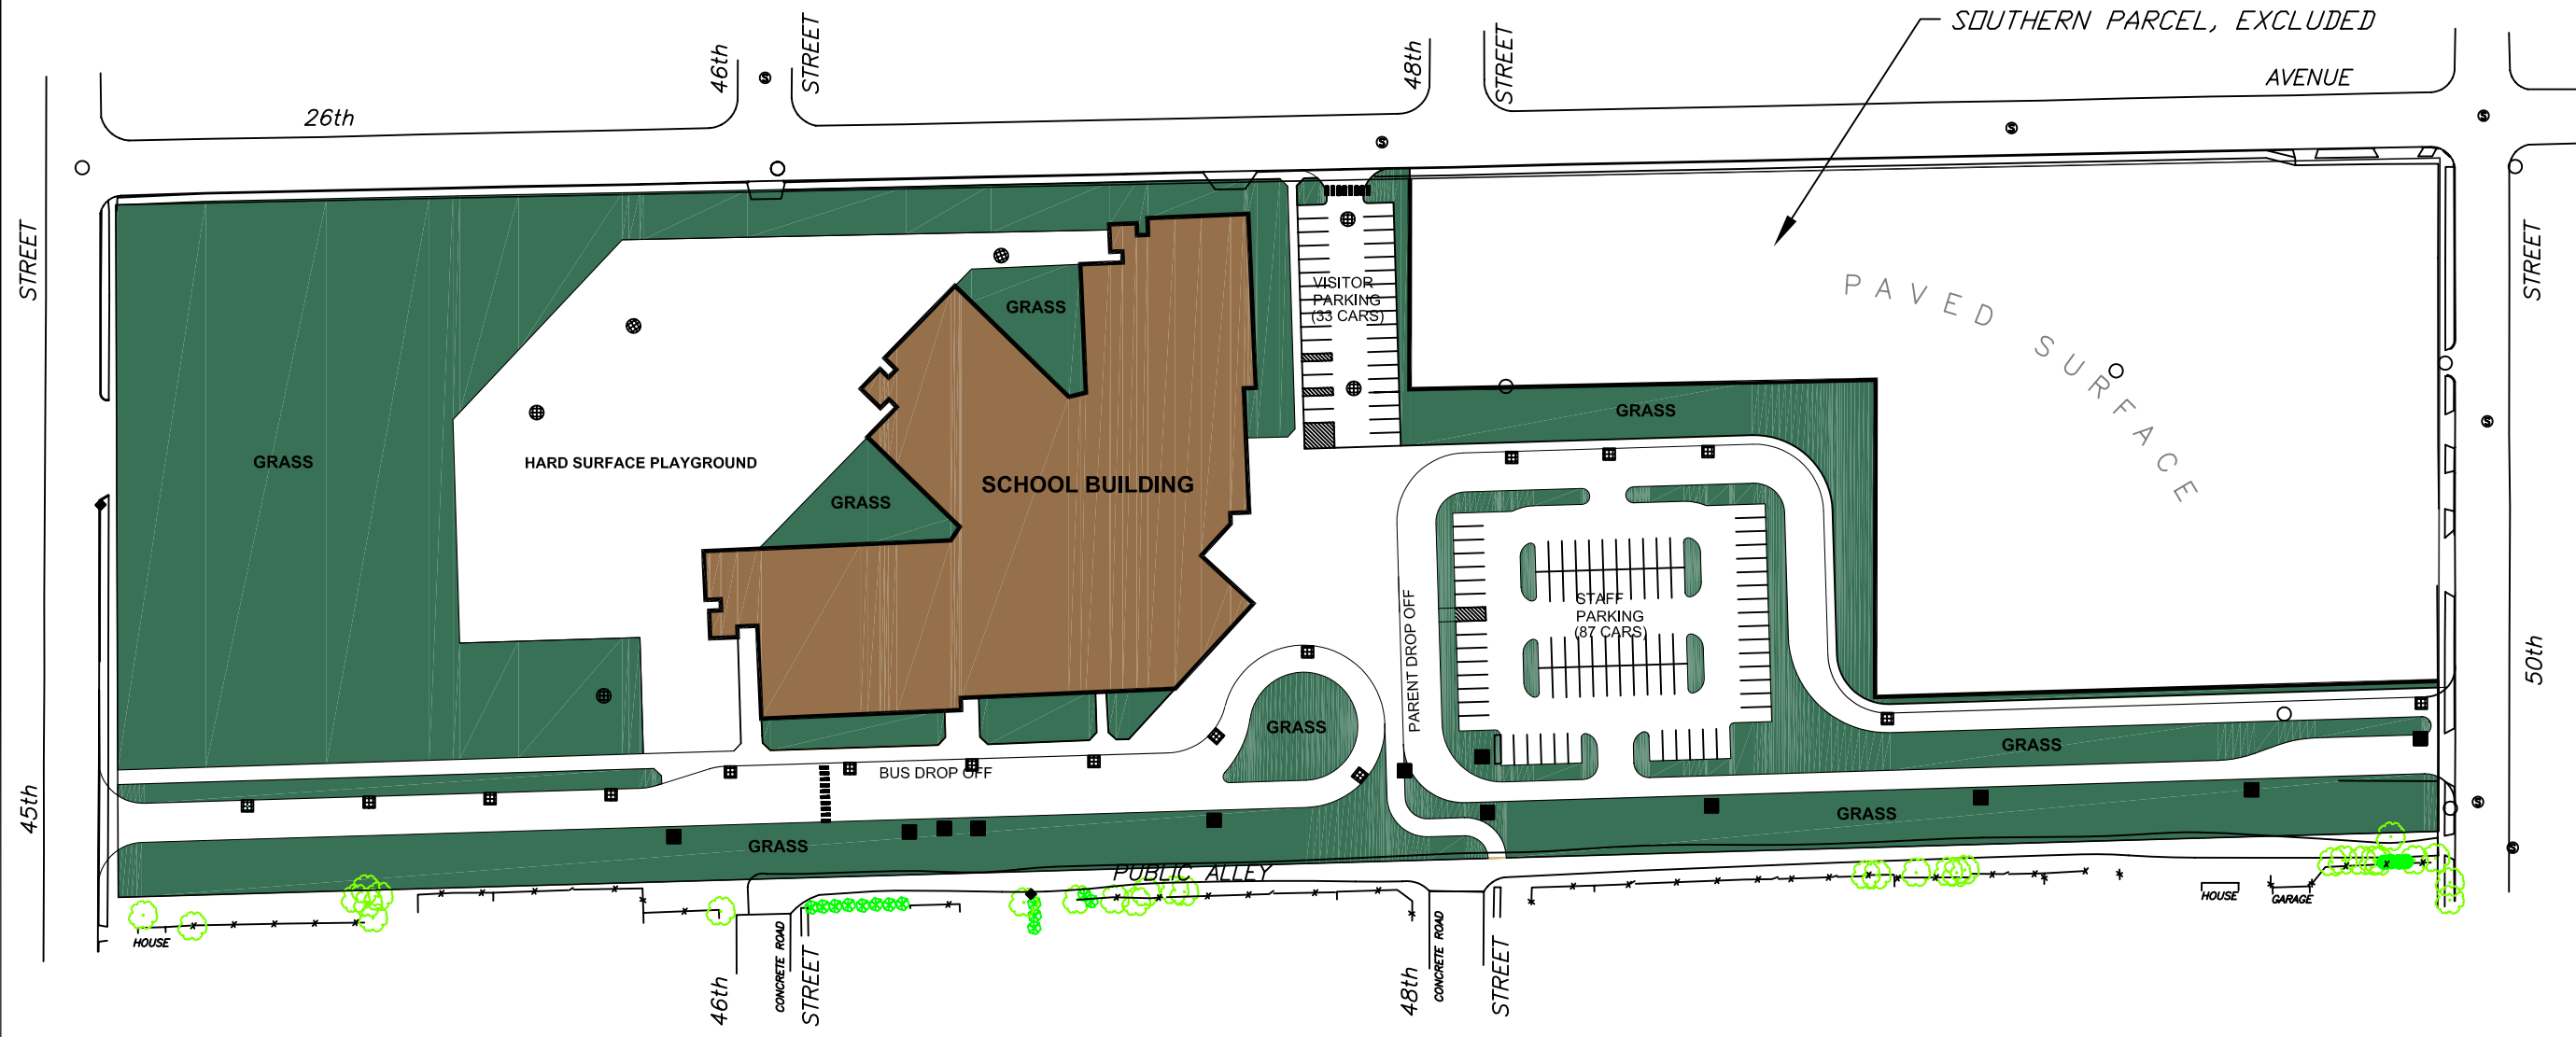 SOUTHERN PARCEL, EXCLUDED
46th
STREET
48th
STREET
AVENUE
26th
STREET
STREET
VISITOR
PARKING
(33 CARS)
GRASS
PAVED SURFACE
GRASS
GRASS
HARD SURFACE PLAYGROUND
SCHOOL BUILDING
GRASS
PARENT DROP OFF
STAFF
PARKING
(87 CARS)
50th
GRASS
GRASS
BUS DROP OFF
45th
GRASS
GRASS
PUBLIC ALLEY
HOUSE
GARAGE
HOUSE
46th
CONCRETE ROAD
STREET
48th
CONCRETE ROAD
STREET
S
S
S
S
S
S
S